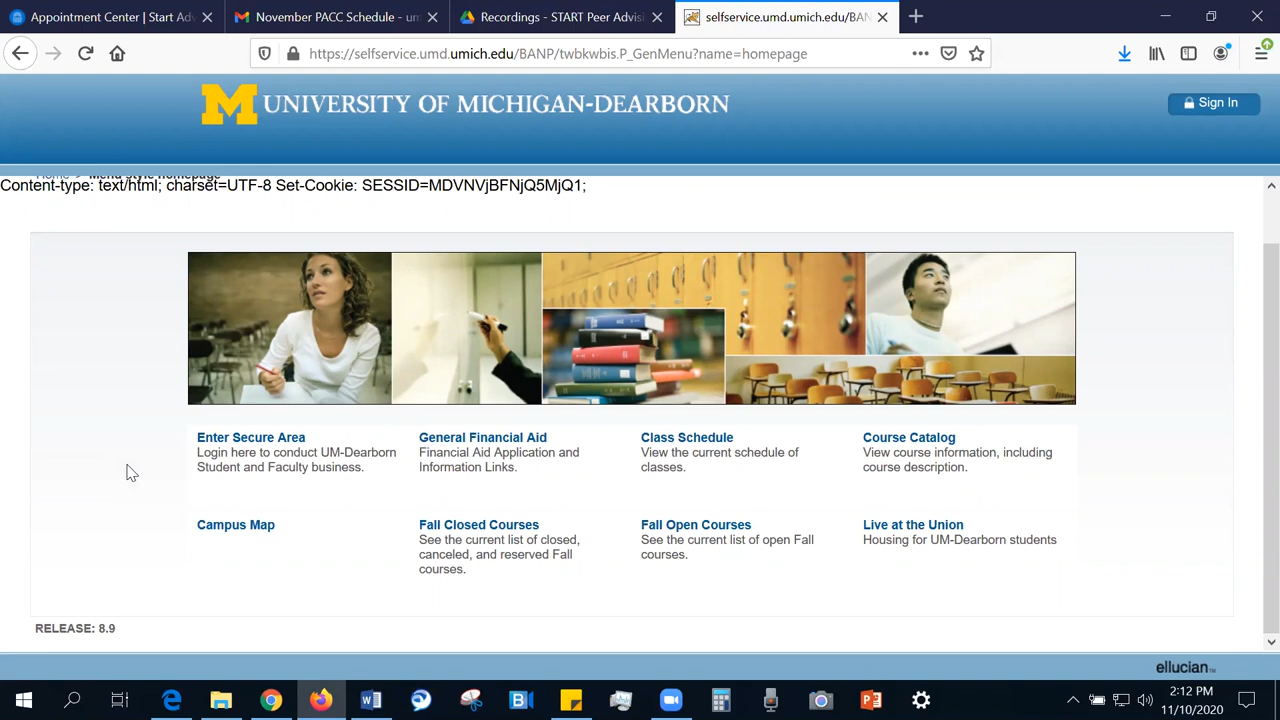 Appointment Center | Start Adv
November PACC Schedule - um
Recordings - START Peer Advisi
selfservice.umd.umich.edu/BAN
https://selfservice.umd.umich.edu/BANP/twbkwbis.P_GenMenu?name=homepage
M UNIVERSITY OF MICHIGAN-DEARBORN
Sign In
Content-type: text/html; charset=UTF-8 Set-Cookie: SESSID=MDVNVjBFNjQ5MjQ1;
Enter Secure Area
Login here to conduct UM-Dearborn
Student and Faculty business.
General Financial Aid
Financial Aid Application and
Information Links.
Class Schedule
View the current schedule of
classes.
Course Catalog
View course information, including
course description.
Campus Map
Fall Closed Courses
See the current list of closed,
canceled, and reserved Fall
courses.
Fall Open Courses
See the current list of open Fall
courses.
Live at the Union
Housing for UM-Dearborn students
RELEASE: 8.9
ellucian
2:12 PM
11/10/2020